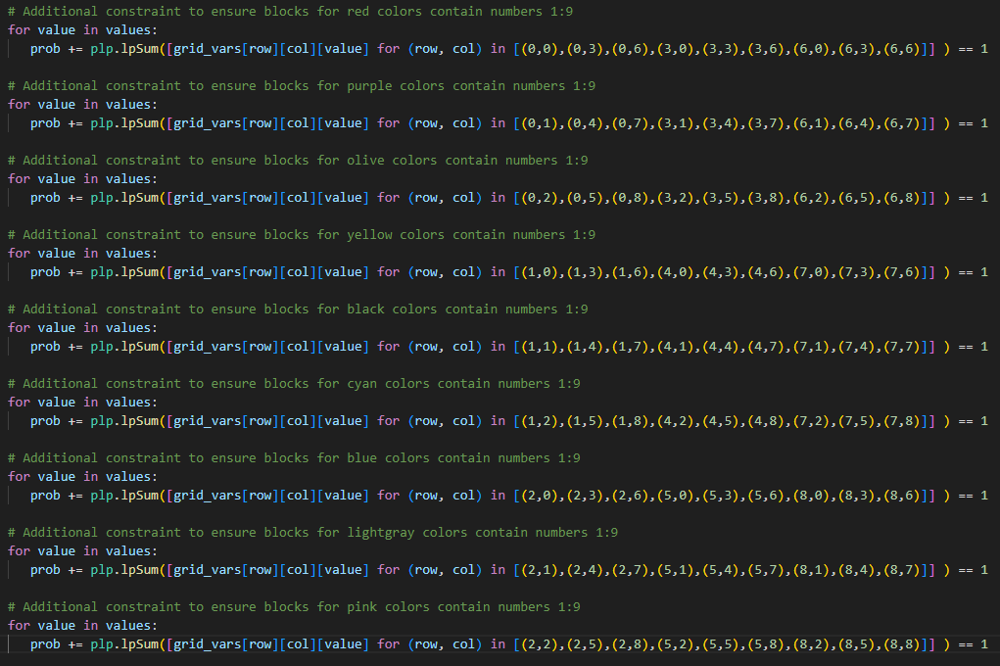 # Additional constraint to ensure blocks for red colors contain numbers 1:9
for value in values:
    prob += plp.lpSum([grid_vars[row][col][value] for (row, col) in [(0,0),(0,3),(0,6),(3,0),(3,3),(3,6),(6,0),(6,3),(6,6)]] ) == 1
# Additional constraint to ensure blocks for purple colors contain numbers 1:9
for value in values:
    prob += plp.lpSum([grid_vars[row][col][value] for (row, col) in [(0,1),(0,4),(0,7),(3,1),(3,4),(3,7),(6,1),(6,4),(6,7)]] ) == 1
# Additional constraint to ensure blocks for olive colors contain numbers 1:9
for value in values:
    prob += plp.lpSum([grid_vars[row][col][value] for (row, col) in [(0,2),(0,5),(0,8),(3,2),(3,5),(3,8),(6,2),(6,5),(6,8)]] ) == 1
# Additional constraint to ensure blocks for yellow colors contain numbers 1:9
for value in values:
    prob += plp.lpSum([grid_vars[row][col][value] for (row, col) in [(1,0),(1,3),(1,6),(4,0),(4,3),(4,6),(7,0),(7,3),(7,6)]] ) == 1
# Additional constraint to ensure blocks for black colors contain numbers 1:9
for value in values:
    prob += plp.lpSum([grid_vars[row][col][value] for (row, col) in [(1,1),(1,4),(1,7),(4,1),(4,4),(4,7),(7,1),(7,4),(7,7)]] ) == 1
# Additional constraint to ensure blocks for cyan colors contain numbers 1:9
for value in values:
    prob += plp.lpSum([grid_vars[row][col][value] for (row, col) in [(1,2),(1,5),(1,8),(4,2),(4,5),(4,8),(7,2),(7,5),(7,8)]] ) == 1
# Additional constraint to ensure blocks for blue colors contain numbers 1:9
for value in values:
    prob += plp.lpSum([grid_vars[row][col][value] for (row, col) in [(2,0),(2,3),(2,6),(5,0),(5,3),(5,6),(8,0),(8,3),(8,6)]] ) == 1
# Additional constraint to ensure blocks for lightgray colors contain numbers 1:9
for value in values:
    prob += plp.lpSum([grid_vars[row][col][value] for (row, col) in [(2,1),(2,4),(2,7),(5,1),(5,4),(5,7),(8,1),(8,4),(8,7)]] ) == 1
# Additional constraint to ensure blocks for pink colors contain numbers 1:9
for value in values:
    prob += plp.lpSum([grid_vars[row][col][value] for (row, col) in [(2,2),(2,5),(2,8),(5,2),(5,5),(5,8),(8,2),(8,5),(8,8)]] ) == 1